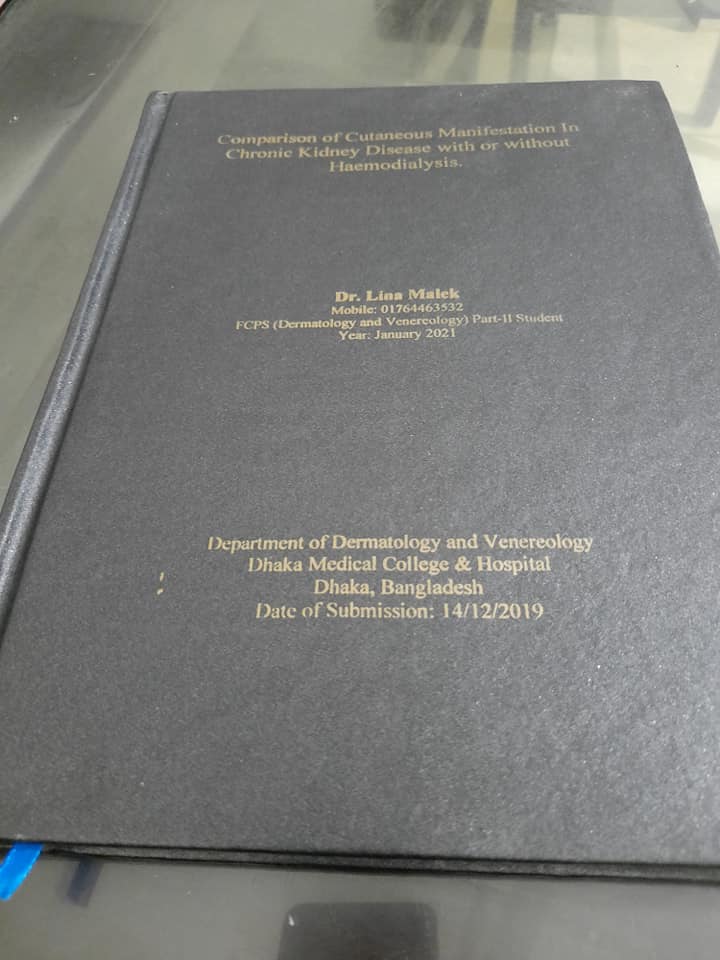 Comparison of Cutaneous Manifestation In
Chronic Kidney Disease with or without
Haemodialysis.
Dr. Lina Malek
Mobile: 01764463532
FCPS (Dermatology and Venereology) Part-II Student
Year: January 2021
Department of Dermatology and Venereology
Dhaka Medical College & Hospital
Dhaka, Bangladesh
Date of Submission: 14/12/2019